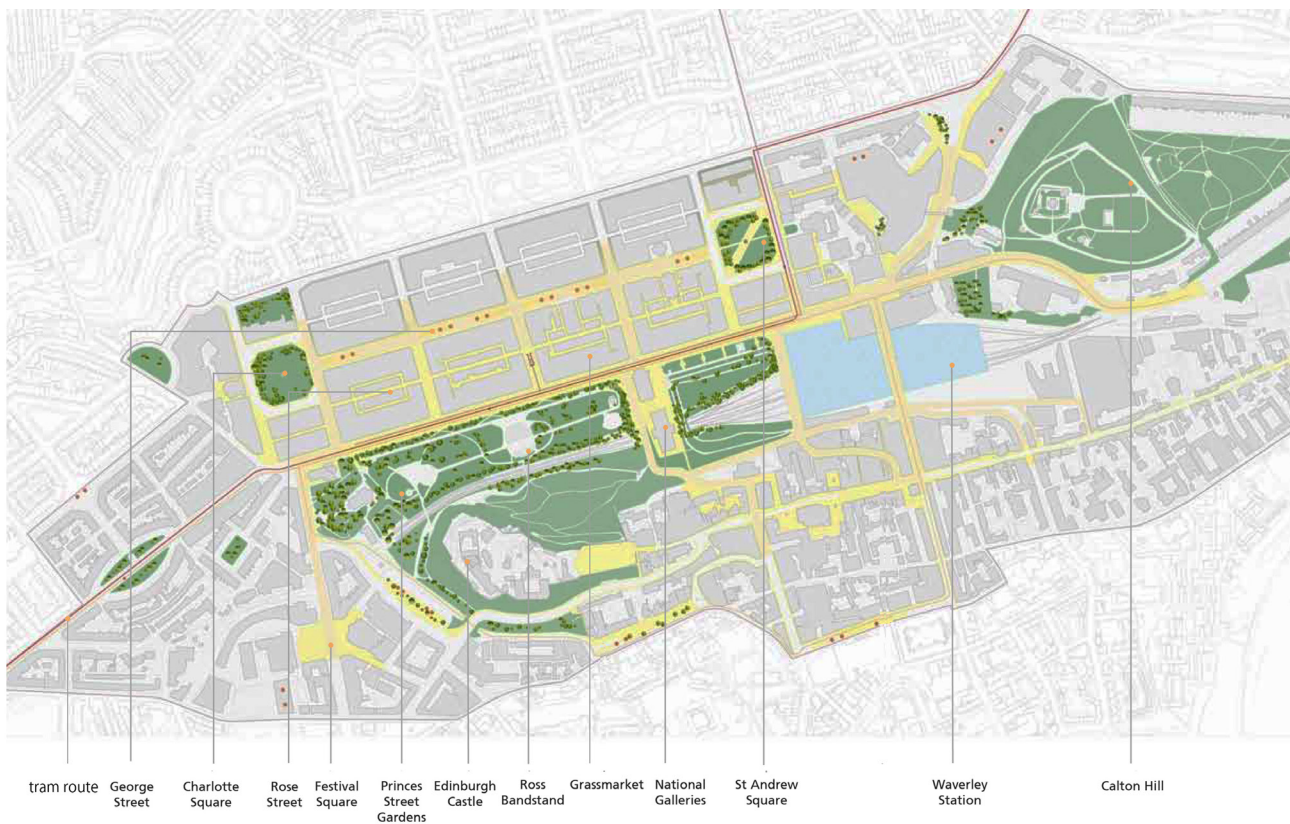 tram route
George
Street
Charlotte
Square
Rose
Street
Festival
Square
Princes
Street
Gardens
Edinburgh
Castle
Ross
Bandstand
Grassmarket
National
Galleries
St Andrew
Square
Waverley
Station
Calton Hill